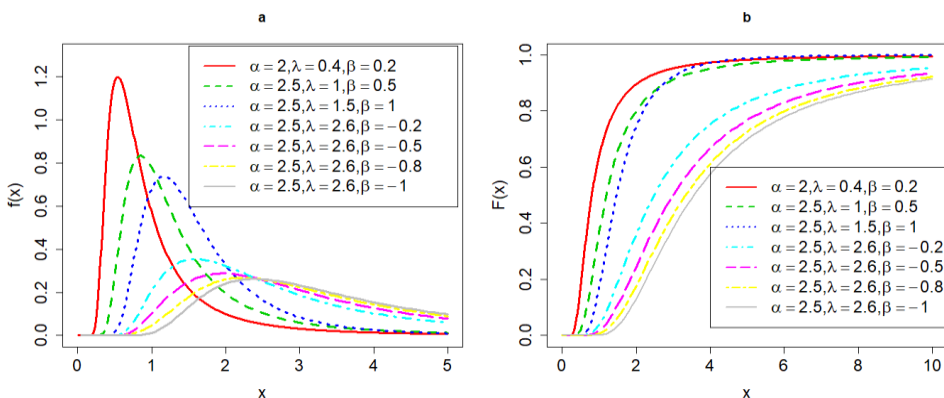 a
f(x)
0.0 0.2 0.4 0.6 0.8 1.0 1.2
α = 2,λ = 0.4,β = 0.2
α = 2.5,λ = 1,β = 0.5
α = 2.5,λ = 1.5,β = 1
α = 2.5,λ = 2.6,β = −0.2
α = 2.5,λ = 2.6,β = −0.5
α = 2.5,λ = 2.6,β = −0.8
α = 2.5,λ = 2.6,β = −1
0 1 2 3 4 5
x
b
F(x)
0.0 0.2 0.4 0.6 0.8 1.0
α = 2,λ = 0.4,β = 0.2
α = 2.5,λ = 1,β = 0.5
α = 2.5,λ = 1.5,β = 1
α = 2.5,λ = 2.6,β = −0.2
α = 2.5,λ = 2.6,β = −0.5
α = 2.5,λ = 2.6,β = −0.8
α = 2.5,λ = 2.6,β = −1
0 2 4 6 8 10
x